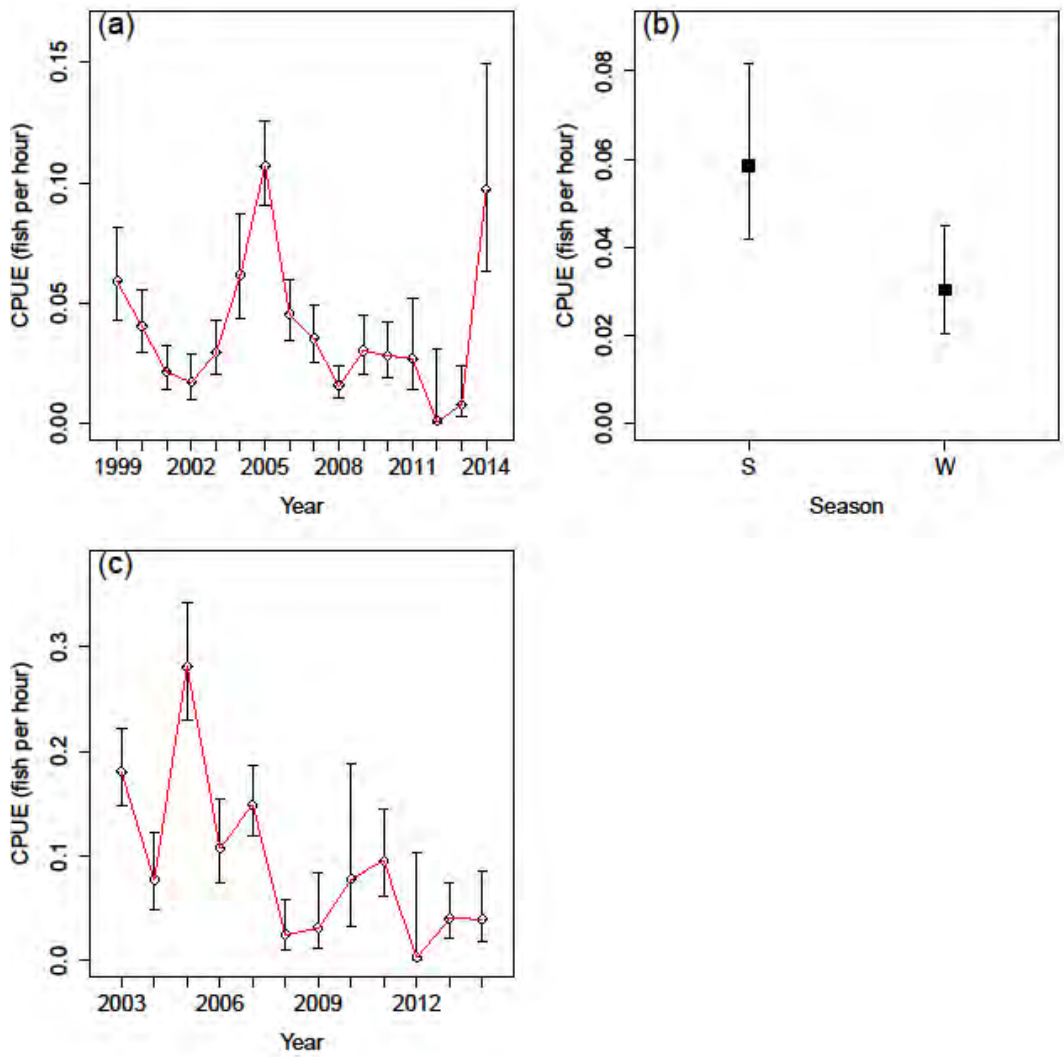 (a)
CPUE (fish per hour)
0.15
0.10
0.05
0.00
1999 2002 2005 2008 2011 2014
Year
(b)
CPUE (fish per hour)
0.08
0.06
0.04
0.02
0.00
S W
Season
(c)
CPUE (fish per hour)
0.3
0.2
0.1
0.0
2003 2006 2009 2012
Year